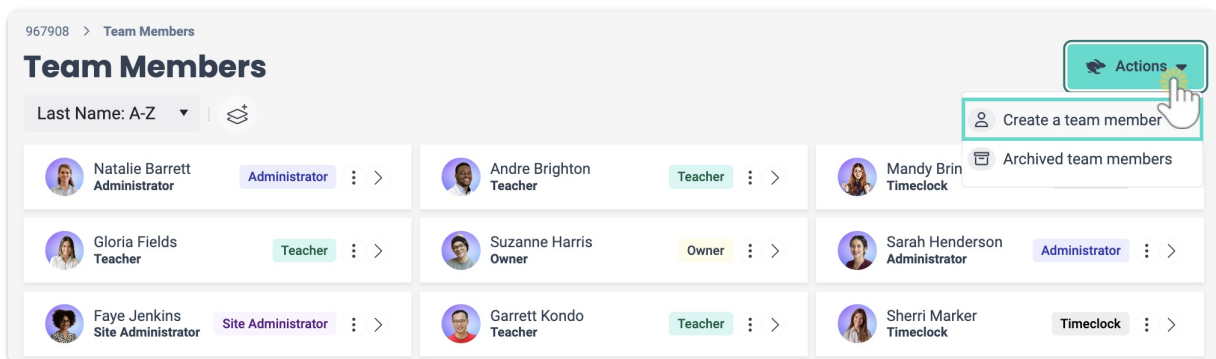 967908 > Team Members
Team Members
Actions
Last Name: A-Z
Create a team member
Archived team members
Natalie Barrett
Administrator
Administrator
Andre Brighton
Teacher
Teacher
Mandy Brin
Timeclock
Gloria Fields
Teacher
Teacher
Suzanne Harris
Owner
Owner
Sarah Henderson
Administrator
Administrator
Faye Jenkins
Site Administrator
Site Administrator
Garrett Kondo
Teacher
Teacher
Sherri Marker
Timeclock
Timeclock